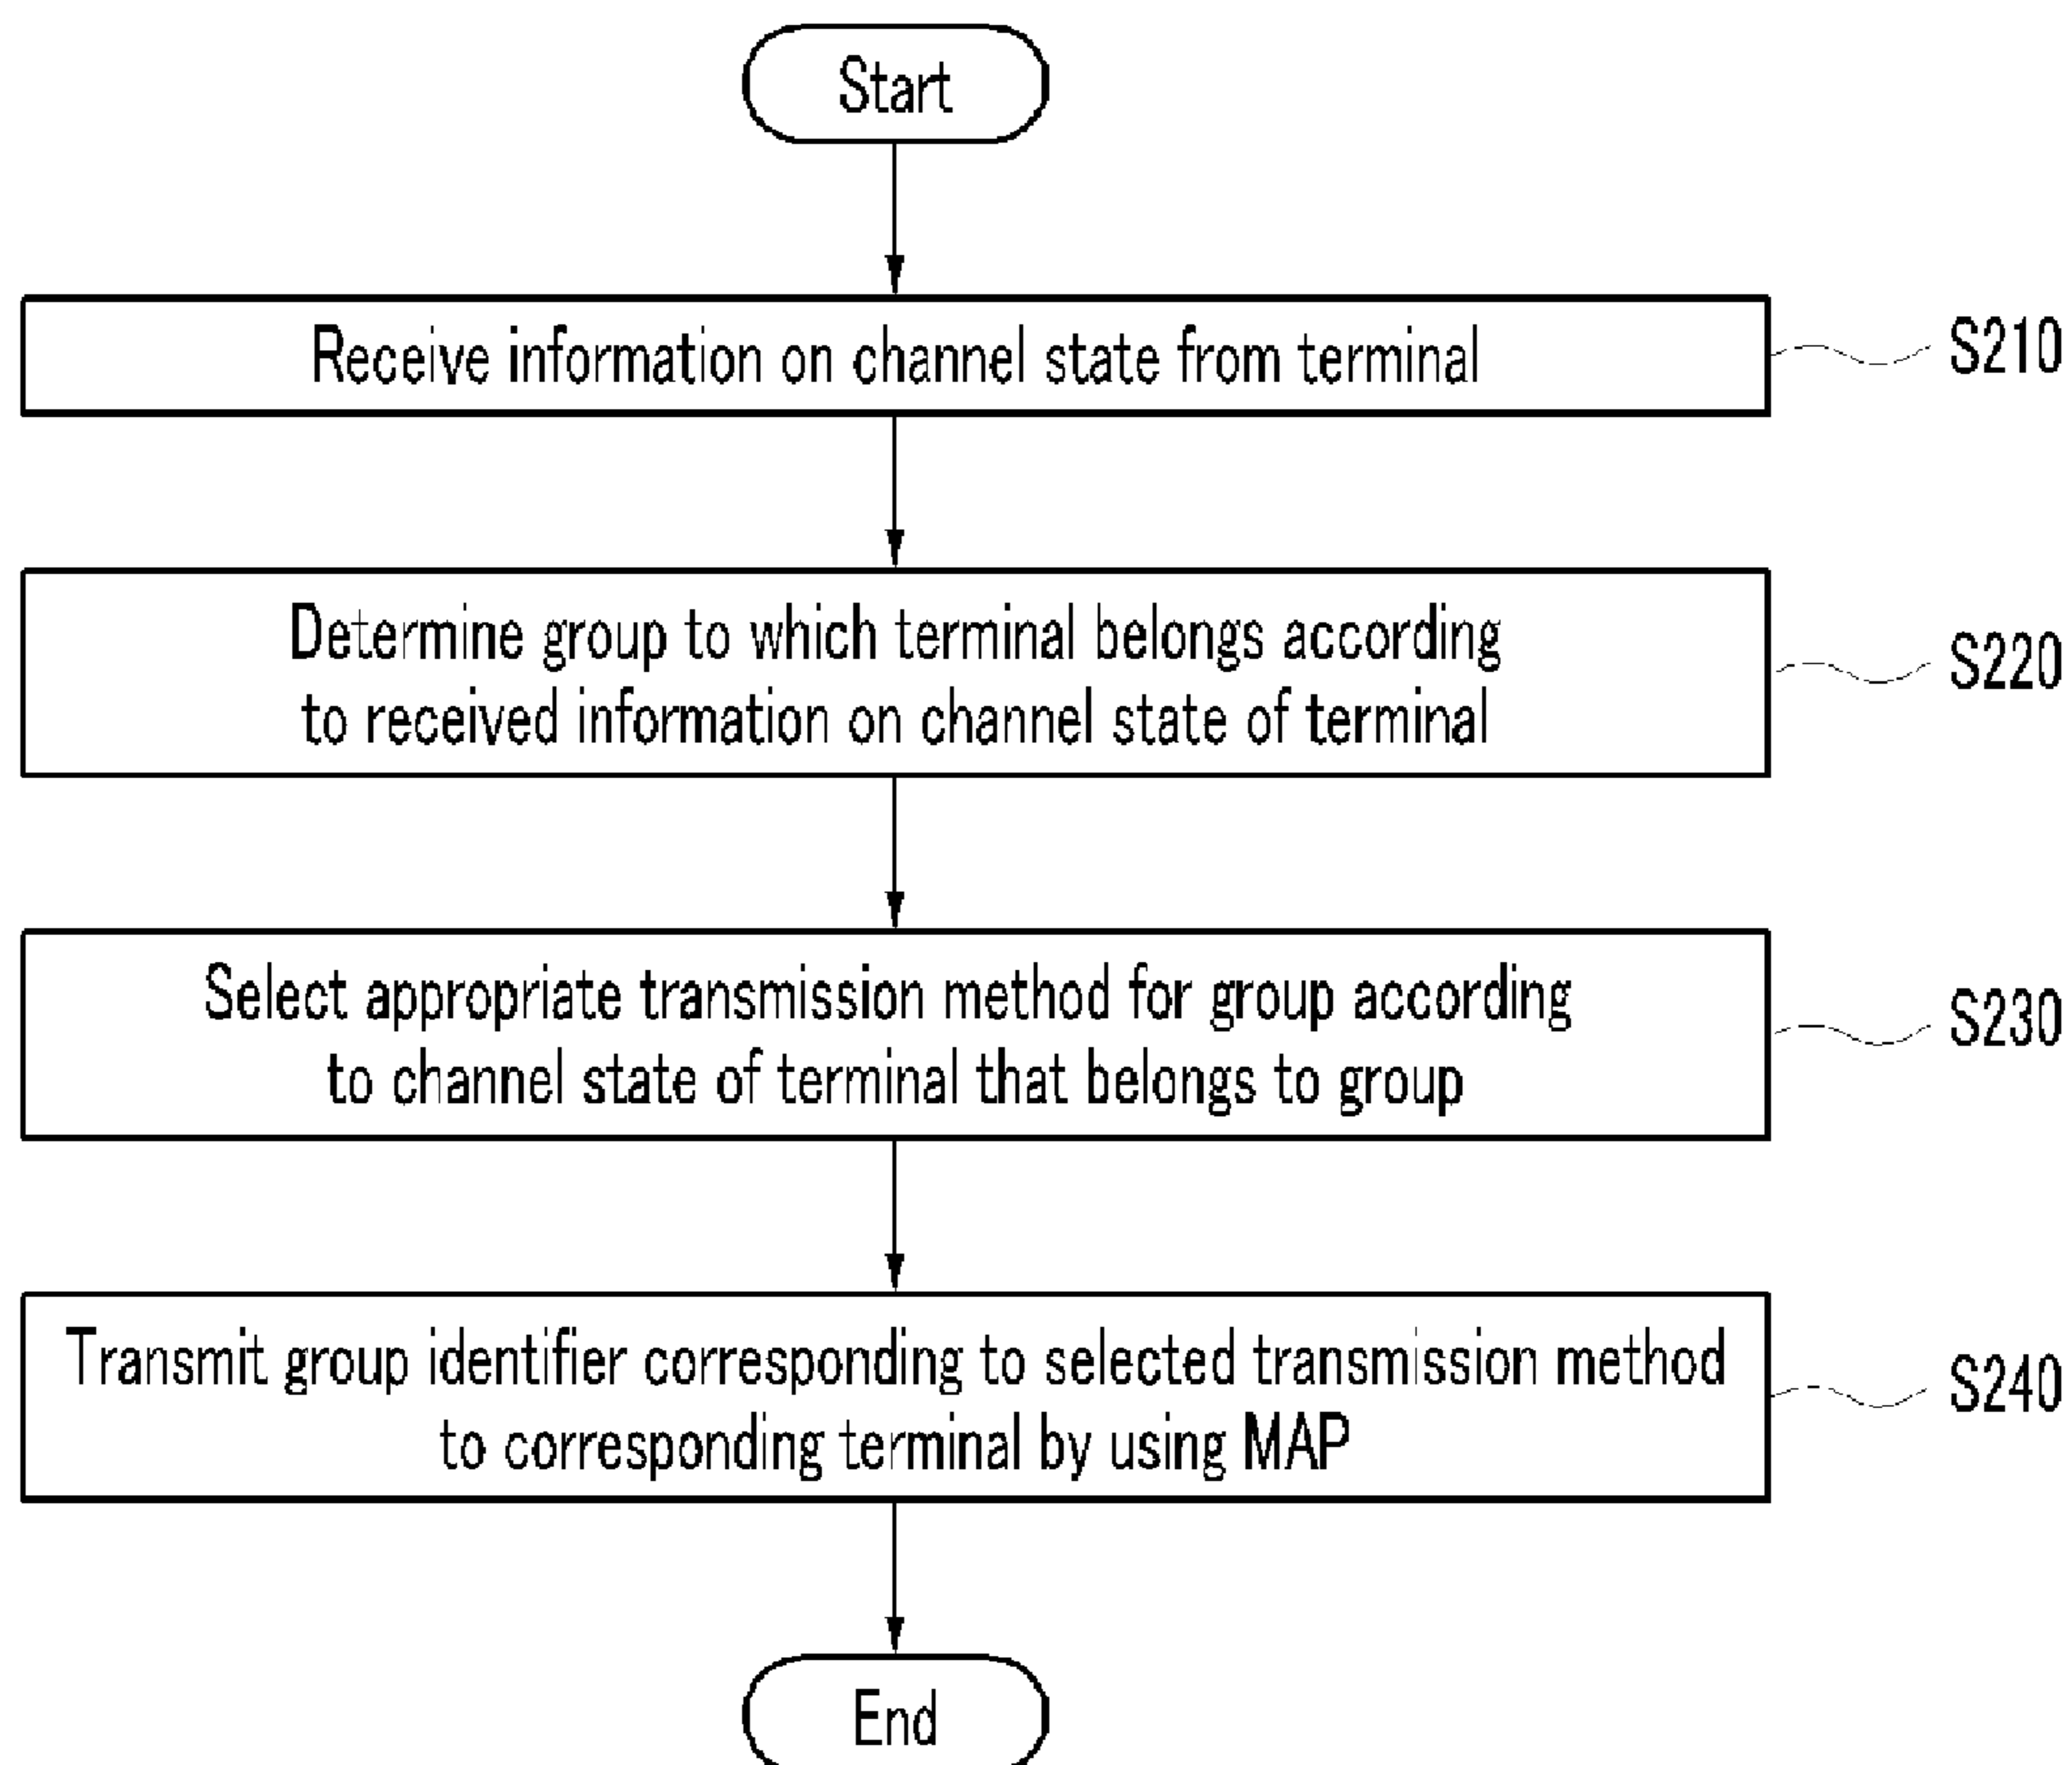 Start
Receive information on channel state from terminal
S210
Determine group to which terminal belongs according
to received information on channel state of terminal
S220
Select appropriate transmission method for group according
to channel state of terminal that belongs to group
S230
Transmit group identifier corresponding to selected transmission method
to corresponding terminal by using MAP
S240
End